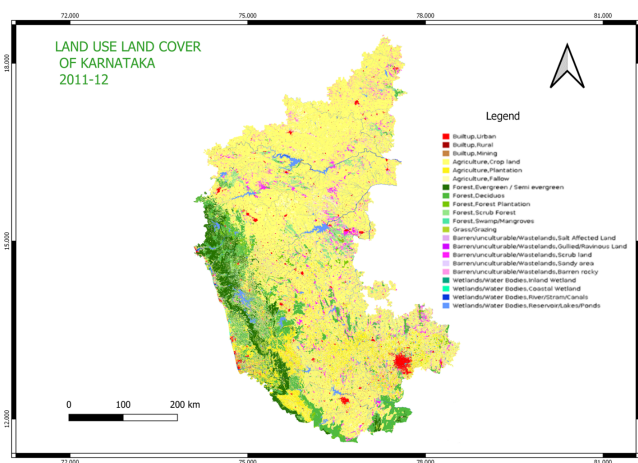 72.000 75.000 78.000 81.000
LAND USE LAND COVER
OF KARNATAKA
2011-12
18.000
18.000
Legend
Builtup,Urban
Builtup,Rural
Builtup,Mining
Agriculture,Crop land
Agriculture,Plantation
Agriculture,Fallow
Forest,Evergreen / Semi evergreen
Forest,Deciduos
Forest,Forest Plantation
Forest,Scrub Forest
Forest,Swamp/Mangroves
Grass/Grazing
Barren/unculturable/Wastelands,Salt Affected Land
Barren/unculturable/Wastelands,Gullied/Ravinous Land
Barren/unculturable/Wastelands,Scrub land
Barren/unculturable/Wastelands,Sandy area
Barren/unculturable/Wastelands,Barren rocky
Wetlands/Water Bodies,Inland Wetland
Wetlands/Water Bodies,Coastal Wetland
Wetlands/Water Bodies,River/Stram/Canals
Wetlands/Water Bodies,Reservoir/Lakes/Ponds
15.000
15.000
0 100 200 km
12.000
12.000
72.000 75.000 78.000 81.000